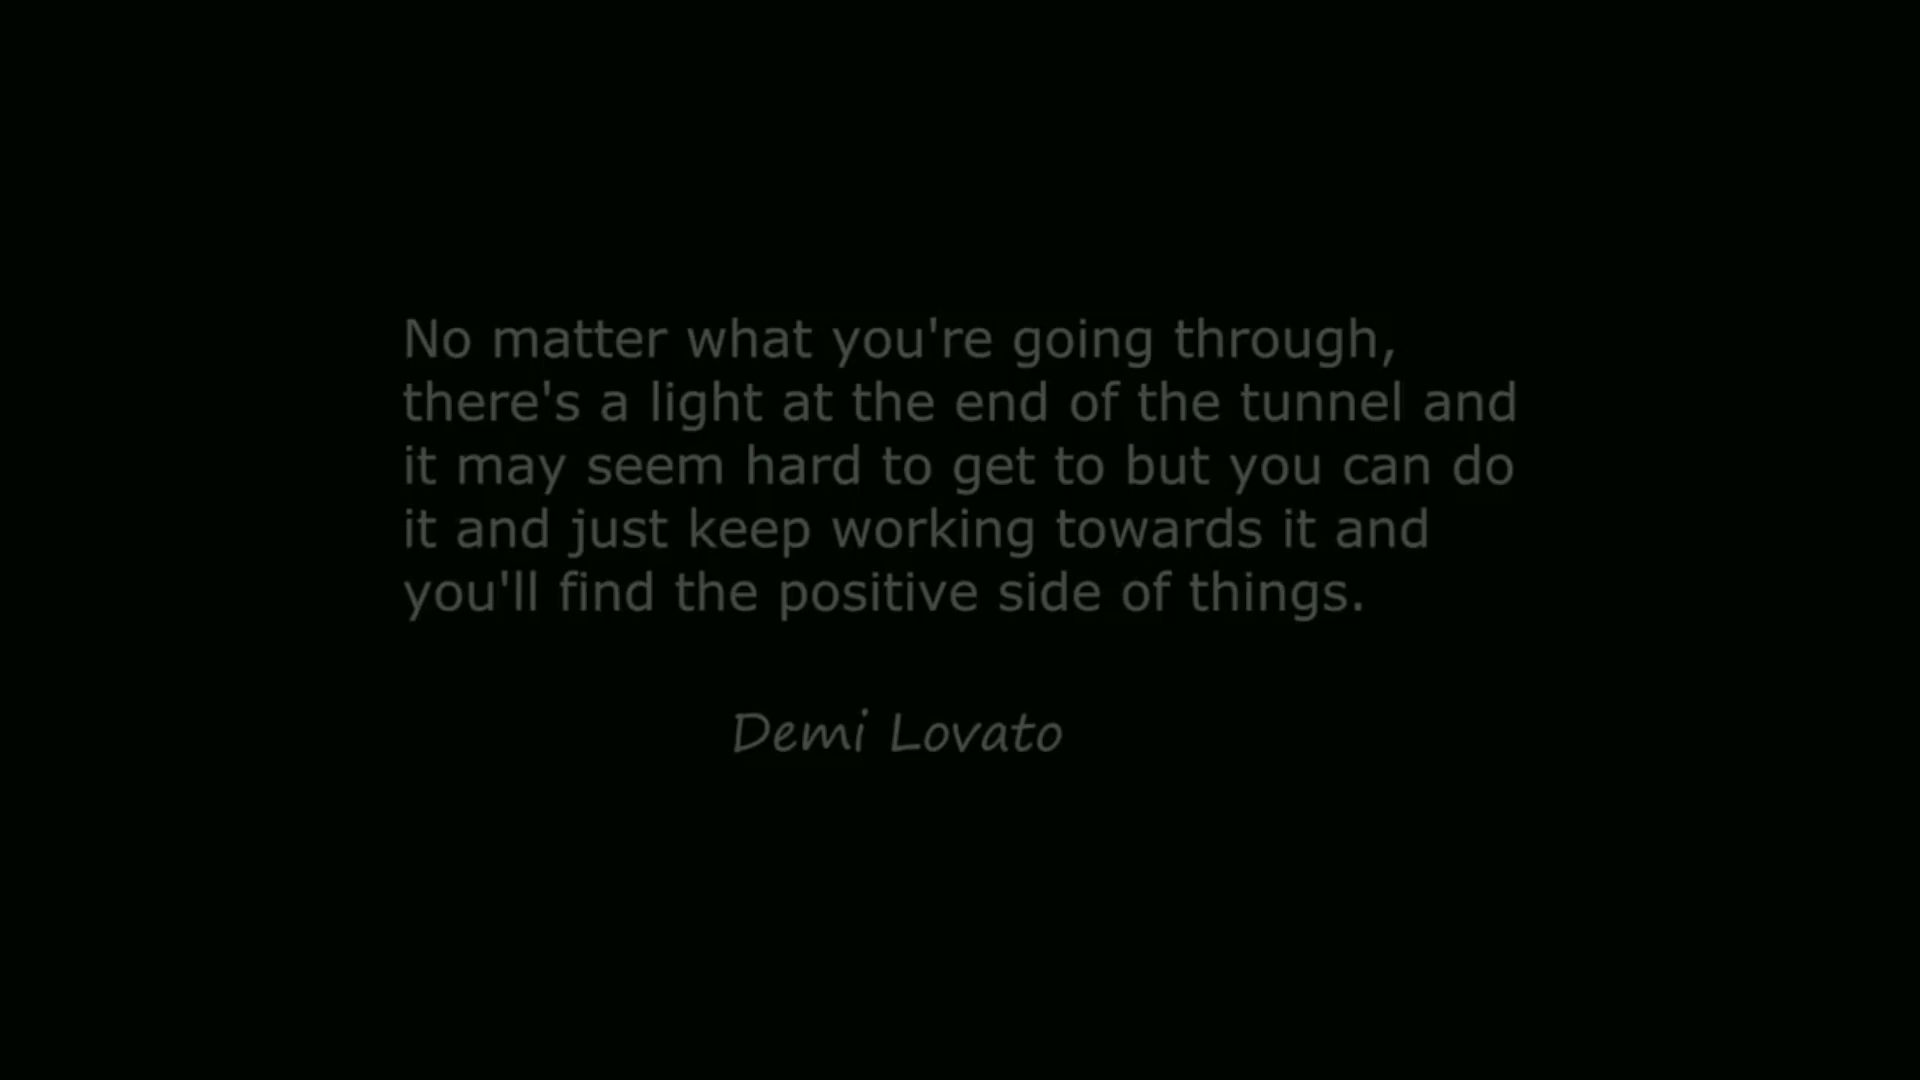 No matter what you're going through,
there's a light at the end of the tunnel and
it may seem hard to get to but you can do
it and just keep working towards it and
you'll find the positive side of things.
Demi Lovato